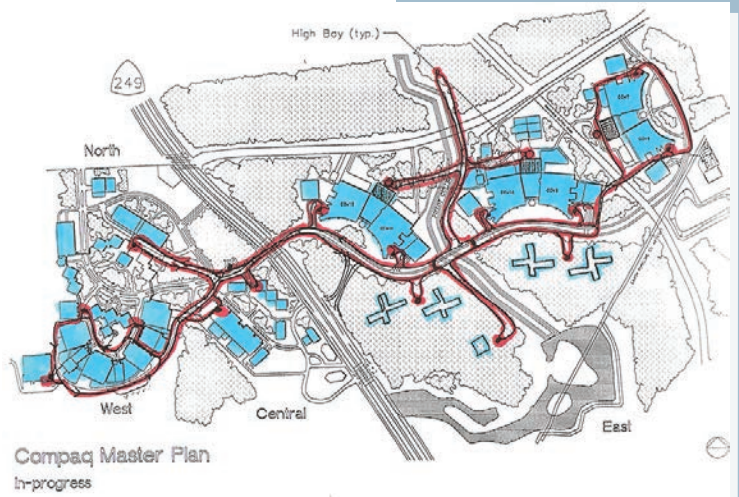 High Bay (typ.)
249
North
West
Central
East
Compaq Master Plan
In-progress